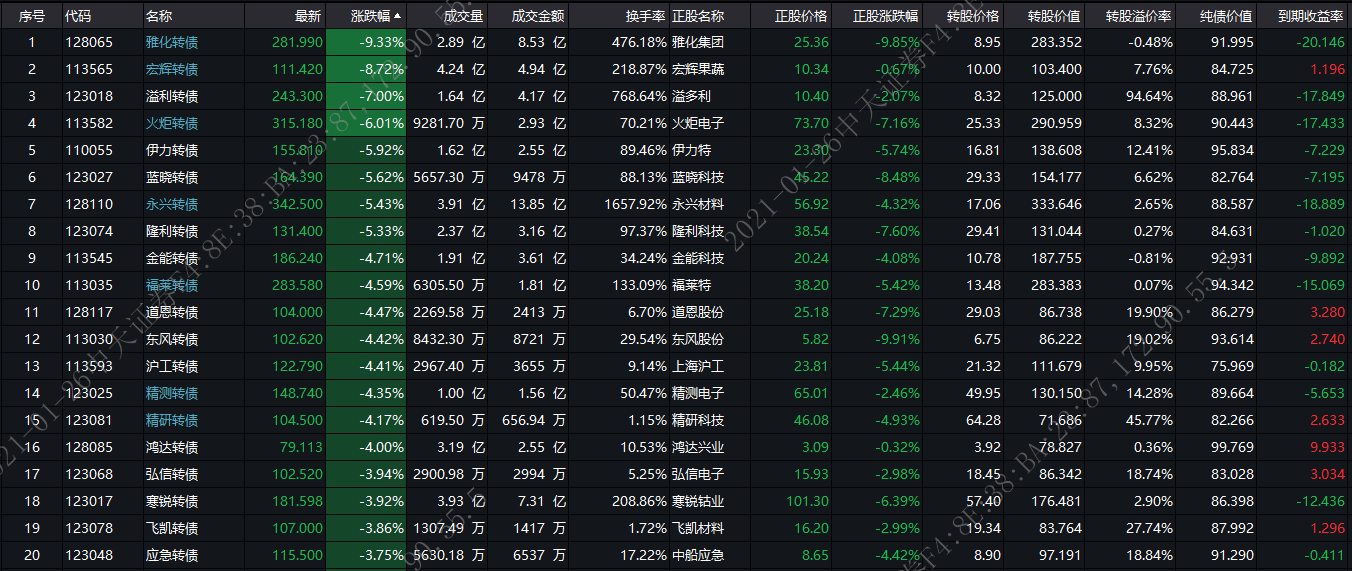 序号 代码 名称 最新 涨跌幅 成交量 成交金额 换手率 正股名称 正股价格 正股涨跌幅 转股价格 转股价值 转股溢价率 纯债价值 到期收益率
1 128065 雅化转债 281.990 -9.33% 2.89 亿 8.53 亿 476.18% 雅化集团 25.36 -9.85% 8.95 283.352 -0.48% 91.995 -20.146
2 113565 宏辉转债 111.420 -8.72% 4.24 亿 4.94 亿 218.87% 宏辉果蔬 10.34 -0.67% 10.00 103.400 7.76% 84.725 1.196
3 123018 溢利转债 243.300 -7.00% 1.64 亿 4.17 亿 768.64% 溢多利 10.40 -2.07% 8.32 125.000 94.64% 88.961 -17.849
4 113582 火炬转债 315.180 -6.01% 9281.70 万 2.93 亿 70.21% 火炬电子 73.70 -7.16% 25.33 290.959 8.32% 90.443 -17.433
5 110055 伊力转债 155.810 -5.92% 1.62 亿 2.55 亿 89.46% 伊力特 23.30 -5.74% 16.81 138.608 12.41% 95.834 -7.229
6 123027 蓝晓转债 164.390 -5.62% 5657.30 万 9478 万 88.13% 蓝晓科技 45.22 -8.48% 29.33 154.177 6.62% 82.764 -7.195
7 128110 永兴转债 342.500 -5.43% 3.91 亿 13.85 亿 1657.92% 永兴材料 56.92 -4.32% 17.06 333.646 2.65% 88.587 -18.889
8 123074 隆利转债 131.400 -5.33% 2.37 亿 3.16 亿 97.37% 隆利科技 38.54 -7.60% 29.41 131.044 0.27% 84.631 -1.020
9 113545 金能转债 186.240 -4.71% 1.91 亿 3.61 亿 34.24% 金能科技 20.24 -4.08% 10.78 187.755 -0.81% 92.931 -9.892
10 113035 福莱转债 283.580 -4.59% 6305.50 万 1.81 亿 133.09% 福莱特 38.20 -5.42% 13.48 283.383 0.07% 94.342 -15.069
11 128117 道恩转债 104.000 -4.47% 2269.58 万 2413 万 6.70% 道恩股份 25.18 -7.29% 29.03 86.738 19.90% 86.279 3.280
12 113030 东风转债 102.620 -4.42% 8432.30 万 8721 万 29.54% 东风股份 5.82 -9.91% 6.75 86.222 19.02% 93.614 2.740
13 113593 沪工转债 122.790 -4.41% 2967.40 万 3655 万 9.14% 上海沪工 23.81 -5.44% 21.32 111.679 9.95% 75.969 -0.182
14 123025 精测转债 148.740 -4.35% 1.00 亿 1.56 亿 50.47% 精测电子 65.01 -2.46% 49.95 130.150 14.28% 89.664 -5.653
15 123081 精研转债 104.500 -4.17% 619.50 万 656.94 万 1.15% 精研科技 46.08 -4.93% 64.28 71.686 45.77% 82.266 2.633
16 128085 鸿达转债 79.113 -4.00% 3.19 亿 2.55 亿 10.53% 鸿达兴业 3.09 -0.32% 3.92 78.827 0.36% 99.769 9.933
17 123068 弘信转债 102.520 -3.94% 2900.98 万 2994 万 5.25% 弘信电子 15.93 -2.98% 18.45 86.342 18.74% 83.028 3.034
18 123017 寒锐转债 181.598 -3.92% 3.93 亿 7.31 亿 208.86% 寒锐钴业 101.30 -6.39% 57.40 176.481 2.90% 86.398 -12.436
19 123078 飞凯转债 107.000 -3.86% 1307.49 万 1417 万 1.72% 飞凯材料 16.20 -2.99% 19.34 83.764 27.74% 87.992 1.296
20 123048 应急转债 115.500 -3.75% 5630.18 万 6537 万 17.22% 中船应急 8.65 -4.42% 8.90 97.191 18.84% 91.290 -0.411